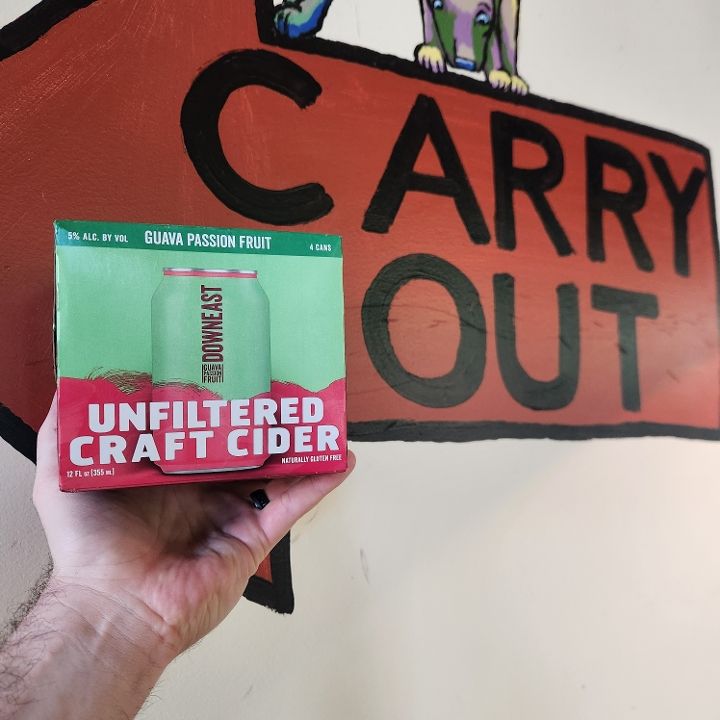 CARRY
OUT
5% ALC. BY VOL
GUAVA PASSION FRUIT
4 CANS
DOWNEAST
GUAVA
PASSION
FRUIT
UNFILTERED
CRAFT CIDER
12 FL OZ [355 ML]
NATURALLY GLUTEN FREE